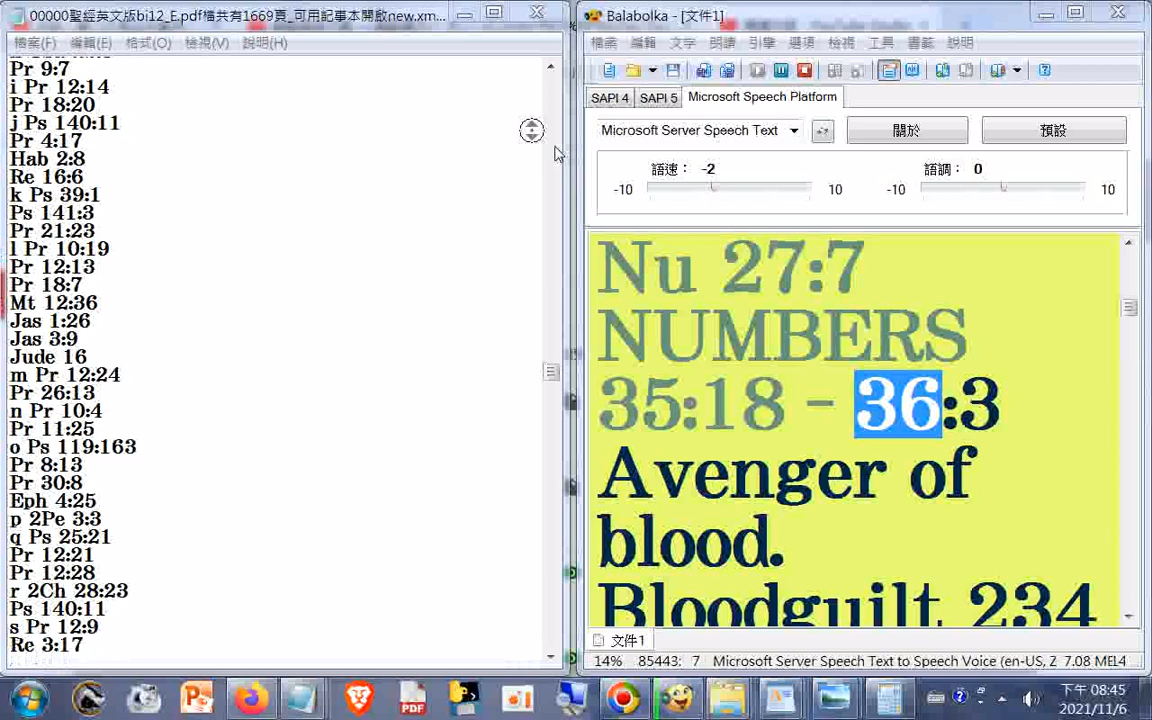 00000聖經英文版bi12_E.pdf檔共有1669頁_可用記事本開啟new.xm...
檔案(F) 編輯(E) 格式(O) 檢視(V) 說明(H)
Pr 9:7
i Pr 12:14
Pr 18:20
j Ps 140:11
Pr 4:17
Hab 2:8
Re 16:6
k Ps 39:1
Ps 141:3
Pr 21:23
l Pr 10:19
Pr 12:13
Pr 18:7
Mt 12:36
Jas 1:26
Jas 3:9
Jude 16
m Pr 12:24
Pr 26:13
n Pr 10:4
Pr 11:25
o Ps 119:163
Pr 8:13
Pr 30:8
Eph 4:25
p 2Pe 3:3
q Ps 25:21
Pr 12:21
Pr 12:28
r 2Ch 28:23
Ps 140:11
s Pr 12:9
Re 3:17
Balabolka - [文件1]
檔案 編輯 文字 朗讀 引擎 選項 檢視 工具 書籤 說明
SAPI 4 SAPI 5 Microsoft Speech Platform
Microsoft Server Speech Text 關於 預設
語速： -2 語調： 0
-10 10 -10 10
Nu 27:7
NUMBERS
35:18 - 36:3
Avenger of
blood.
Bloodguilt 234
文件1
14% 85443: 7 Microsoft Server Speech Text to Speech Voice (en-US, Z 7.08 MB
PDF
下午 08:45
2021/11/6